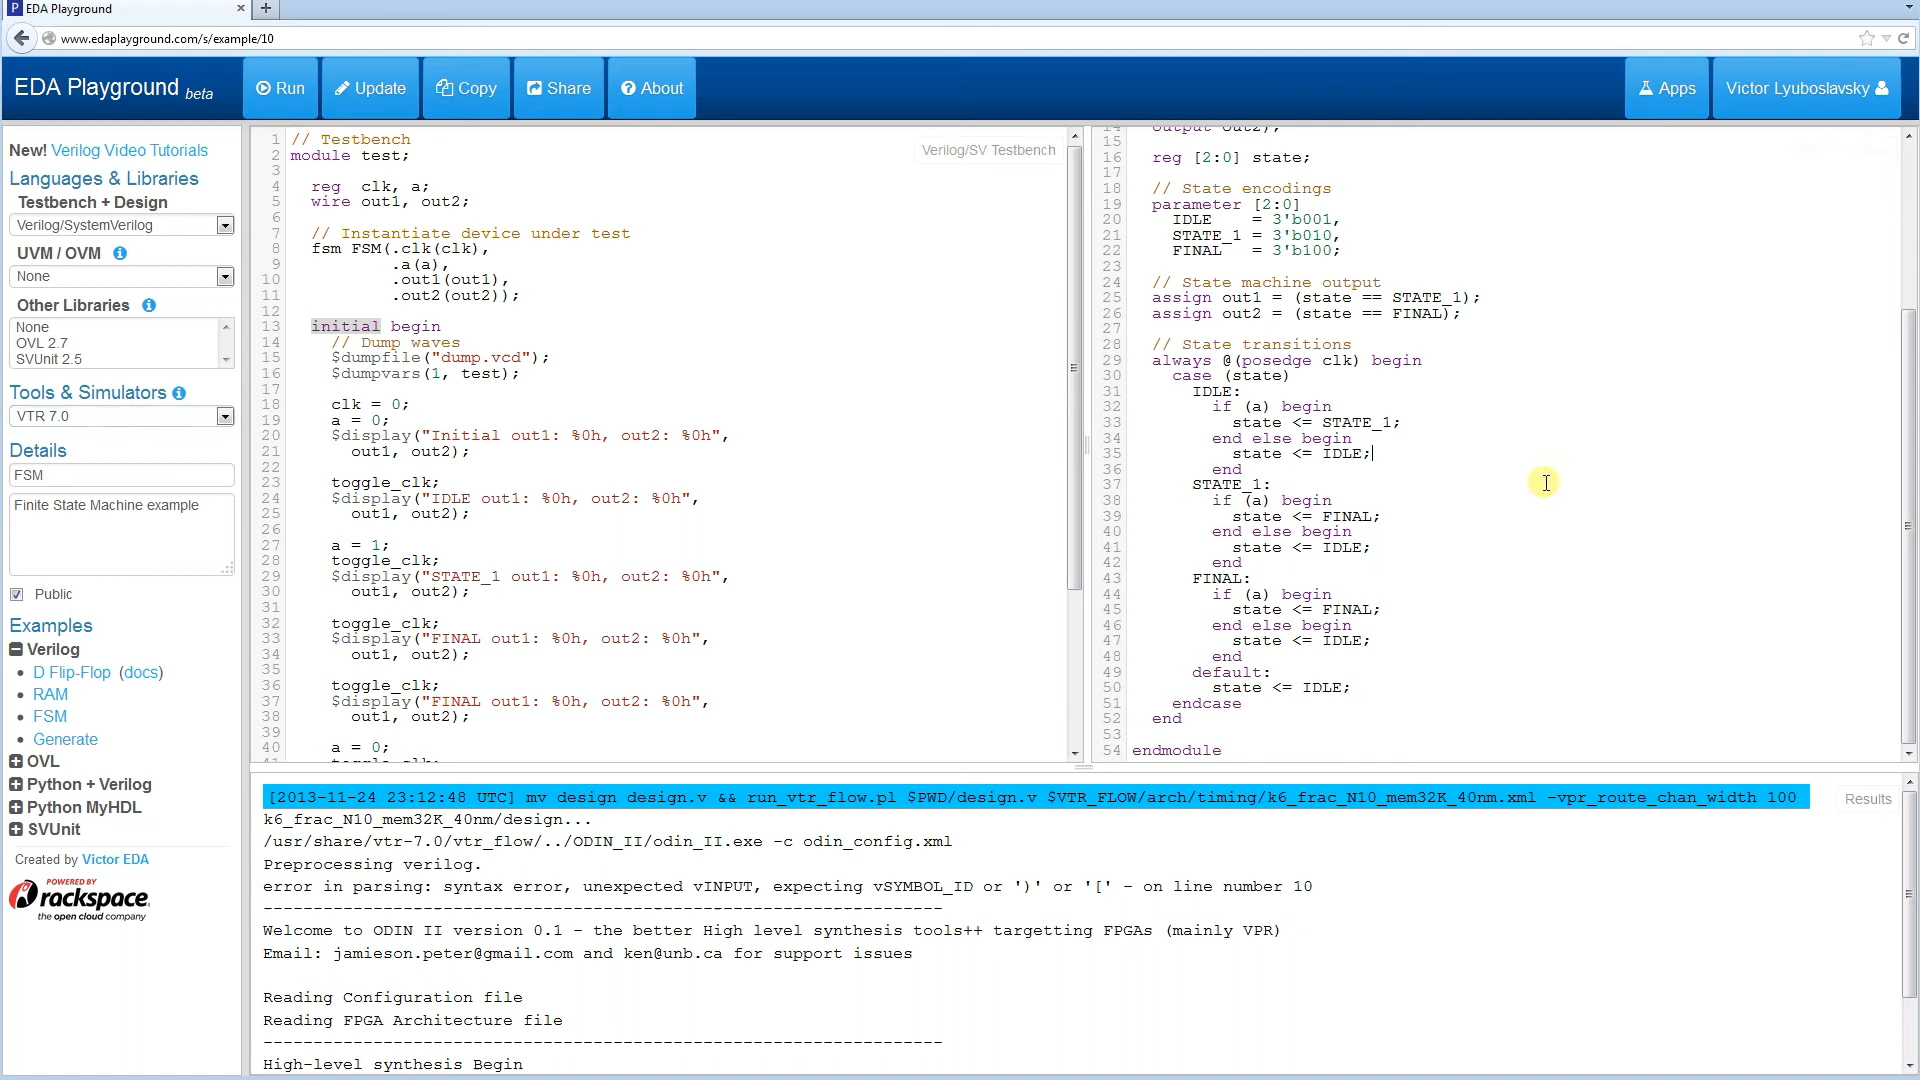 EDA Playground
www.edaplayground.com/s/example/10
EDA Playground beta
Run
Update
Copy
Share
About
Apps
Victor Lyuboslavsky
New! Verilog Video Tutorials
Languages & Libraries
Testbench + Design
Verilog/SystemVerilog
UVM / OVM
None
Other Libraries
None
OVL 2.7
SVUnit 2.5
Tools & Simulators
VTR 7.0
Details
FSM
Finite State Machine example
Public
Examples
Verilog
D Flip-Flop (docs)
RAM
FSM
Generate
OVL
Python + Verilog
Python MyHDL
SVUnit
Created by Victor EDA
POWERED BY
rackspace
the open cloud company
Verilog/SV Testbench
1 // Testbench
2 module test;
3
4 reg clk, a;
5 wire out1, out2;
6
7 // Instantiate device under test
8 fsm FSM(.clk(clk),
9 .a(a),
10 .out1(out1),
11 .out2(out2));
12
13 initial begin
14 // Dump waves
15 $dumpfile("dump.vcd");
16 $dumpvars(1, test);
17
18 clk = 0;
19 a = 0;
20 $display("Initial out1: %0h, out2: %0h",
21 out1, out2);
22
23 toggle_clk;
24 $display("IDLE out1: %0h, out2: %0h",
25 out1, out2);
26
27 a = 1;
28 toggle_clk;
29 $display("STATE_1 out1: %0h, out2: %0h",
30 out1, out2);
31
32 toggle_clk;
33 $display("FINAL out1: %0h, out2: %0h",
34 out1, out2);
35
36 toggle_clk;
37 $display("FINAL out1: %0h, out2: %0h",
38 out1, out2);
39
40 a = 0;
41 toggle_clk;
14 output out2);
15
16 reg [2:0] state;
17
18 // State encodings
19 parameter [2:0]
20 IDLE = 3'b001,
21 STATE_1 = 3'b010,
22 FINAL = 3'b100;
23
24 // State machine output
25 assign out1 = (state == STATE_1);
26 assign out2 = (state == FINAL);
27
28 // State transitions
29 always @(posedge clk) begin
30 case (state)
31 IDLE:
32 if (a) begin
33 state <= STATE_1;
34 end else begin
35 state <= IDLE;
36 end
37 STATE_1:
38 if (a) begin
39 state <= FINAL;
40 end else begin
41 state <= IDLE;
42 end
43 FINAL:
44 if (a) begin
45 state <= FINAL;
46 end else begin
47 state <= IDLE;
48 end
49 default:
50 state <= IDLE;
51 endcase
52 end
53
54 endmodule
Results
[2013-11-24 23:12:48 UTC] mv design design.v && run_vtr_flow.pl $PWD/design.v $VTR_FLOW/arch/timing/k6_frac_N10_mem32K_40nm.xml -vpr_route_chan_width 100
k6_frac_N10_mem32K_40nm/design...
/usr/share/vtr-7.0/vtr_flow/../ODIN_II/odin_II.exe -c odin_config.xml
Preprocessing verilog.
error in parsing: syntax error, unexpected vINPUT, expecting vSYMBOL_ID or ')' or '[' - on line number 10
--------------------------------------------------------------------
Welcome to ODIN II version 0.1 - the better High level synthesis tools++ targetting FPGAs (mainly VPR)
Email: jamieson.peter@gmail.com and ken@unb.ca for support issues
Reading Configuration file
Reading FPGA Architecture file
--------------------------------------------------------------------
High-level synthesis Begin